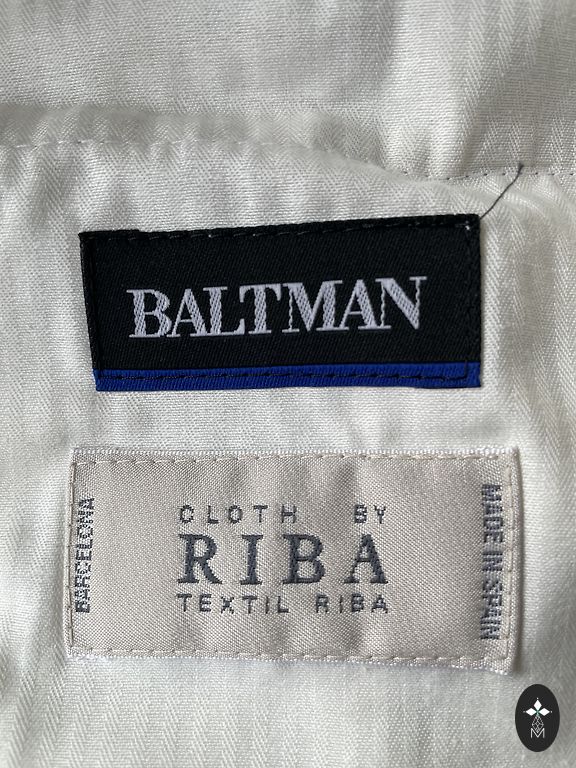 BALTMAN
CLOTH BY
RIBA
TEXTIL RIBA
BARCELONA
MADE IN SPAIN
M